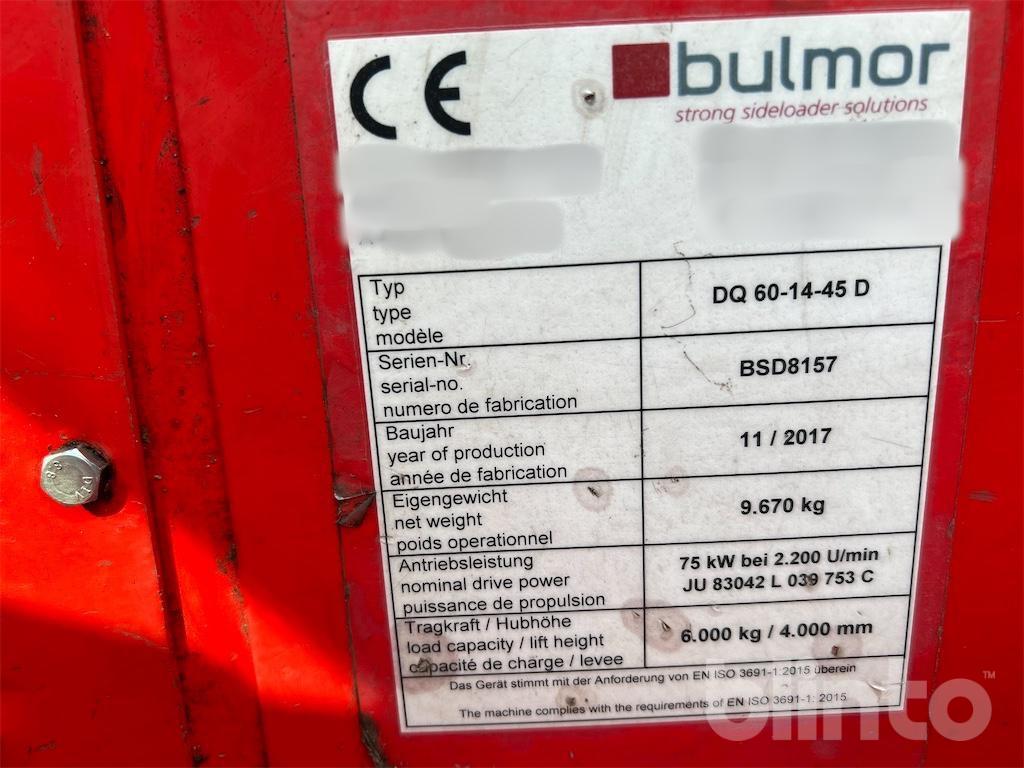 CE
bulmor
strong sideloader solutions
Typ
type
modèle
DQ 60-14-45 D
Serien-Nr.
serial-no.
numero de fabrication
BSD8157
Baujahr
year of production
année de fabrication
11 / 2017
Eigengewicht
net weight
poids operationnel
9.670 kg
Antriebsleistung
nominal drive power
puissance de propulsion
75 kW bei 2.200 U/min
JU 83042 L 039 753 C
Tragkraft / Hubhöhe
load capacity / lift height
capacité de charge / levee
6.000 kg / 4.000 mm
Das Gerät stimmt mit der Anforderung von EN ISO 3691-1:2015 überein
The machine complies with the requirements of EN ISO 3691-1: 2015
blinto™
8.8